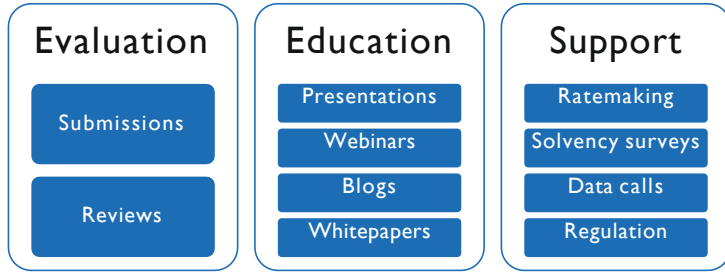 Evaluation
Submissions
Reviews
Education
Presentations
Webinars
Blogs
Whitepapers
Support
Ratemaking
Solvency surveys
Data calls
Regulation